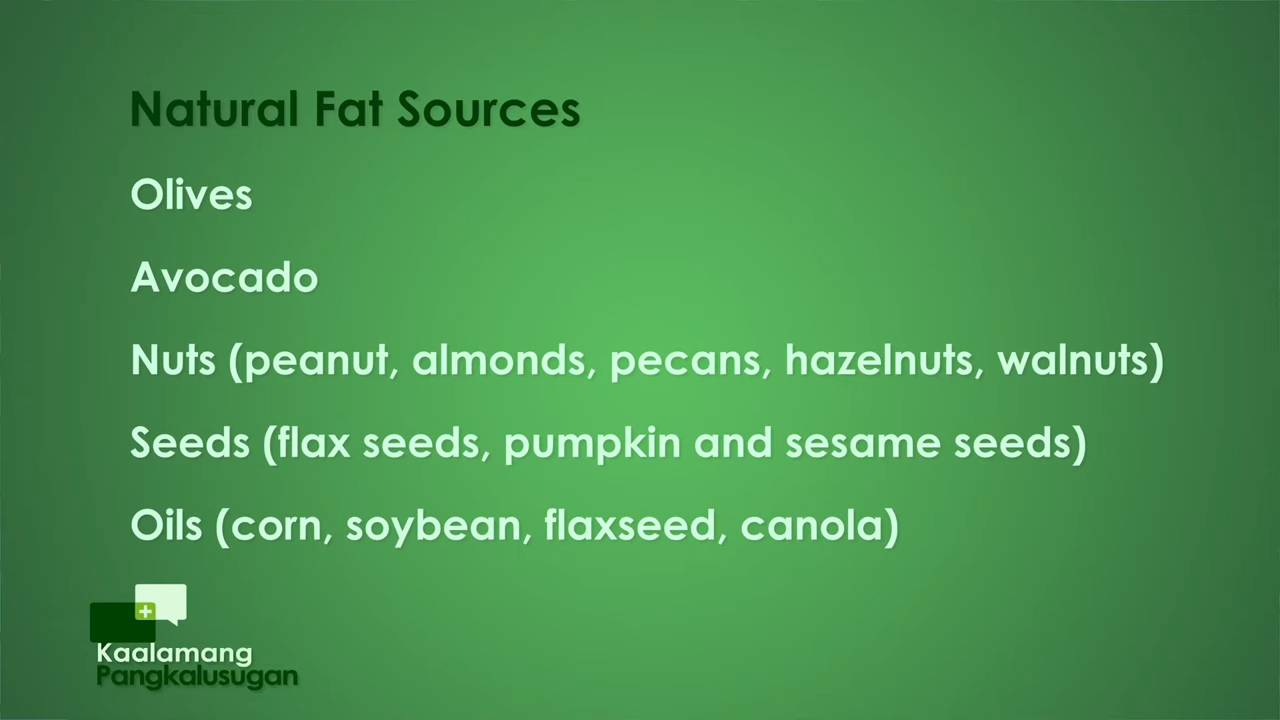 Natural Fat Sources
Olives
Avocado
Nuts (peanut, almonds, pecans, hazelnuts, walnuts)
Seeds (flax seeds, pumpkin and sesame seeds)
Oils (corn, soybean, flaxseed, canola)
Kaalamang
Pangkalusugan